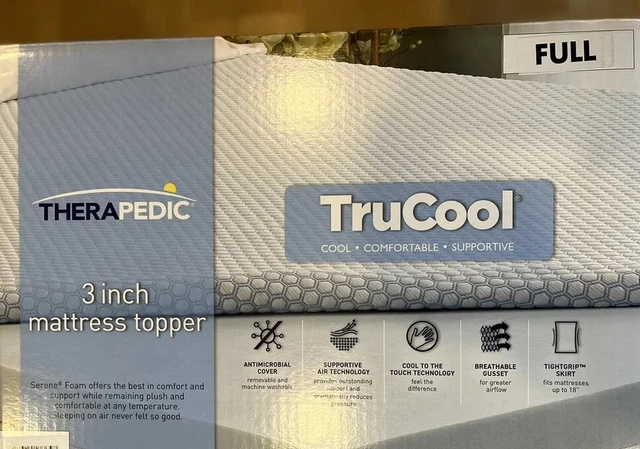 FULL
THERAPEDIC®
TruCool®
COOL • COMFORTABLE • SUPPORTIVE
3 inch
mattress topper
Serene® Foam offers the best in comfort and
support while remaining plush and
comfortable at any temperature.
Sleeping on air never felt so good.
ANTIMICROBIAL
COVER
removable and
machine washable
SUPPORTIVE
AIR TECHNOLOGY
provides outstanding
support and
dramatically reduces
pressure
COOL TO THE
TOUCH TECHNOLOGY
feel the
difference
BREATHABLE
GUSSET
for greater
airflow
TIGHTGRIP™
SKIRT
fits mattresses
up to 18"